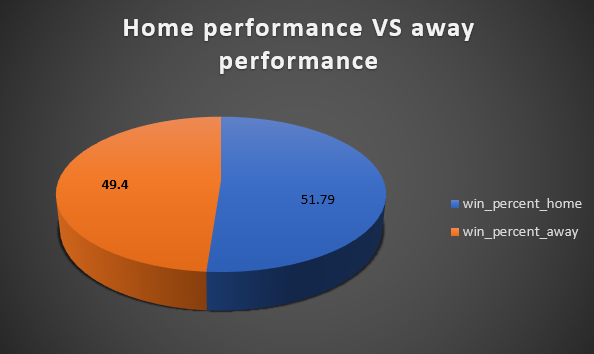 Home performance VS away
performance
49.4
51.79
win_percent_home
win_percent_away